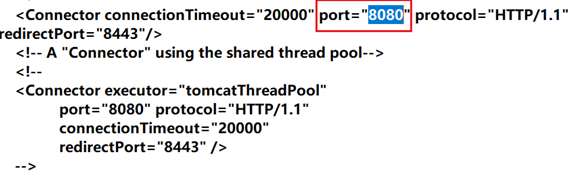 <Connector connectionTimeout="20000" port="8080" protocol="HTTP/1.1"
redirectPort="8443"/>
<!-- A "Connector" using the shared thread pool-->
<!--
<Connector executor="tomcatThreadPool"
port="8080" protocol="HTTP/1.1"
connectionTimeout="20000"
redirectPort="8443" />
-->